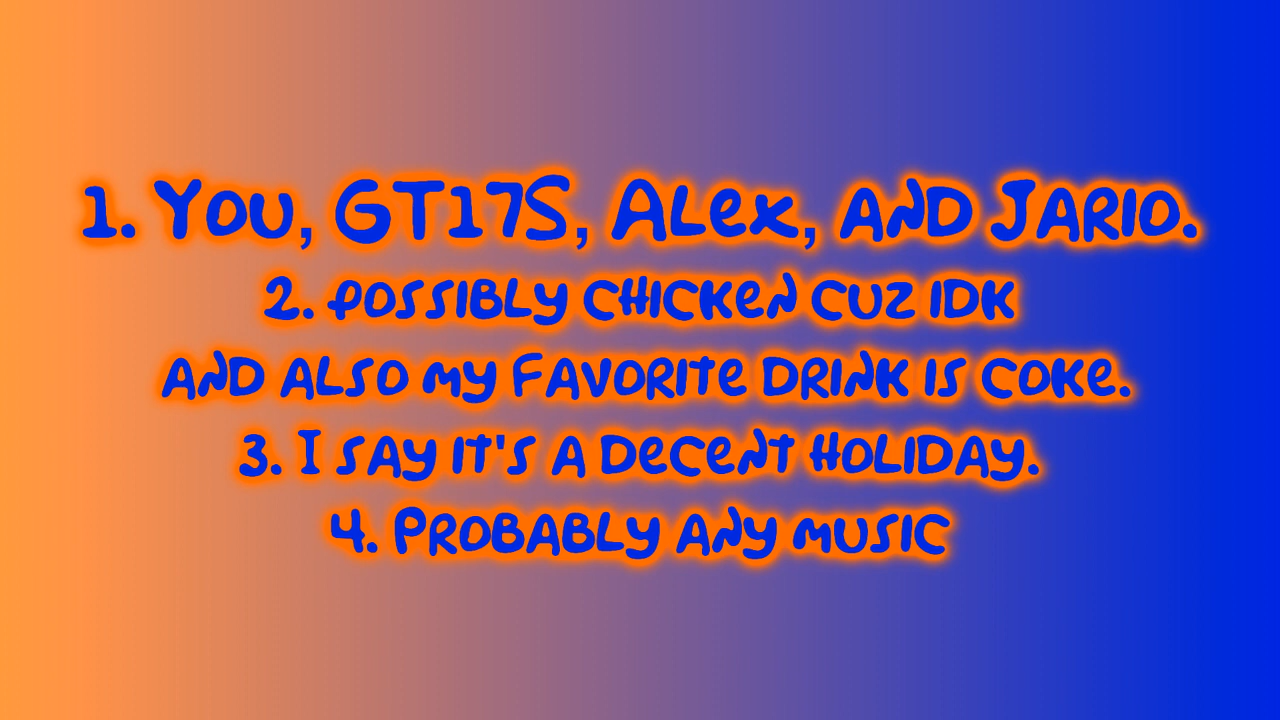 1. You, GT17S, Alex, and Jario.
2. possibly chicken cuz idk
and also my favorite drink is coke.
3. I say it's a decent holiday.
4. Probably any music